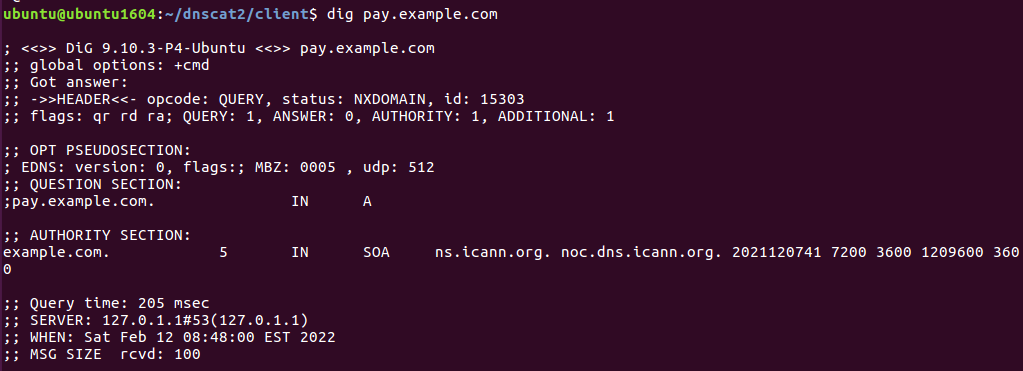 ubuntu@ubuntu1604:~/dnscat2/client$ dig pay.example.com
; <<>> DiG 9.10.3-P4-Ubuntu <<>> pay.example.com
;; global options: +cmd
;; Got answer:
;; ->>HEADER<<- opcode: QUERY, status: NXDOMAIN, id: 15303
;; flags: qr rd ra; QUERY: 1, ANSWER: 0, AUTHORITY: 1, ADDITIONAL: 1
;; OPT PSEUDOSECTION:
; EDNS: version: 0, flags:; MBZ: 0005 , udp: 512
;; QUESTION SECTION:
;pay.example.com. IN A
;; AUTHORITY SECTION:
example.com. 5 IN SOA ns.icann.org. noc.dns.icann.org. 2021120741 7200 3600 1209600 360
0
;; Query time: 205 msec
;; SERVER: 127.0.1.1#53(127.0.1.1)
;; WHEN: Sat Feb 12 08:48:00 EST 2022
;; MSG SIZE  rcvd: 100